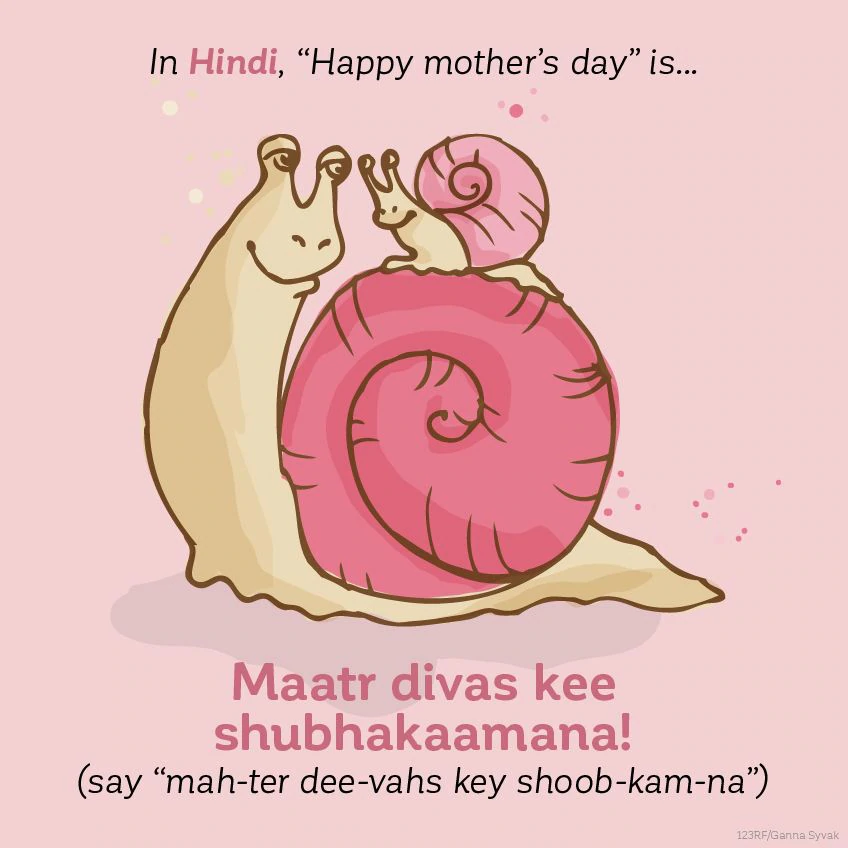 In Hindi, “Happy mother’s day” is...
Maatr divas kee
shubhakaamana!
(say “mah-ter dee-vahs key shoob-kam-na”)
123RF/Ganna Syvak